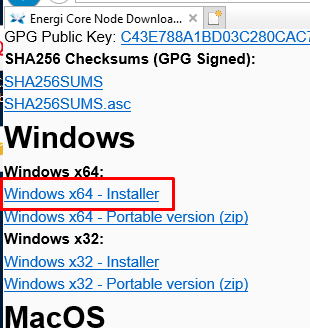 Energi Core Node Downloa...
GPG Public Key: C43E788A1BD03C280CAC7
SHA256 Checksums (GPG Signed):
SHA256SUMS
SHA256SUMS.asc
Windows
Windows x64:
Windows x64 - Installer
Windows x64 - Portable version (zip)
Windows x32:
Windows x32 - Installer
Windows x32 - Portable version (zip)
MacOS